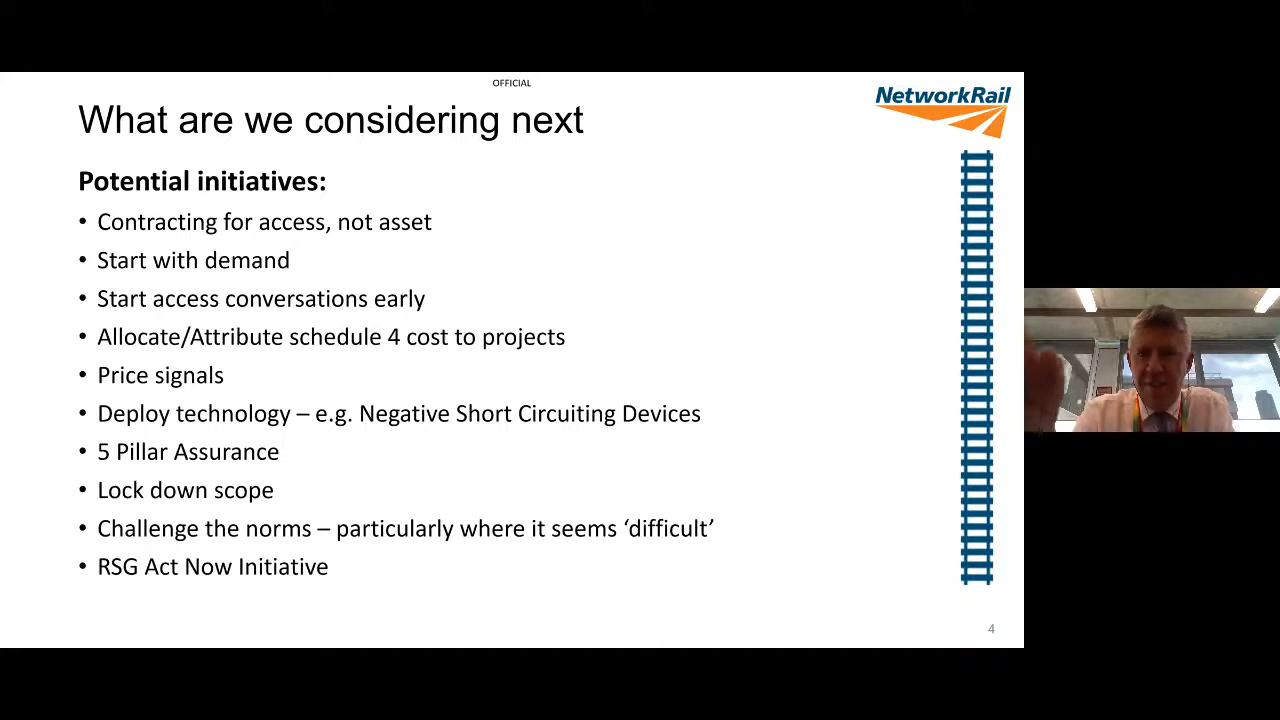 OFFICIAL
What are we considering next
NetworkRail
Potential initiatives:
• Contracting for access, not asset
• Start with demand
• Start access conversations early
• Allocate/Attribute schedule 4 cost to projects
• Price signals
• Deploy technology – e.g. Negative Short Circuiting Devices
• 5 Pillar Assurance
• Lock down scope
• Challenge the norms – particularly where it seems ‘difficult’
• RSG Act Now Initiative
4